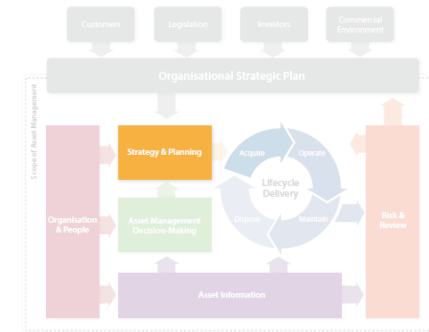 Customers
Legislation
Investors
Commercial
Environment
Organisational Strategic Plan
Scope of Asset Management
Strategy & Planning
Acquire
Operate
Organisation
& People
Lifecycle
Delivery
Asset Management
Decision-Making
Dispose
Maintain
Risk &
Review
Asset Information